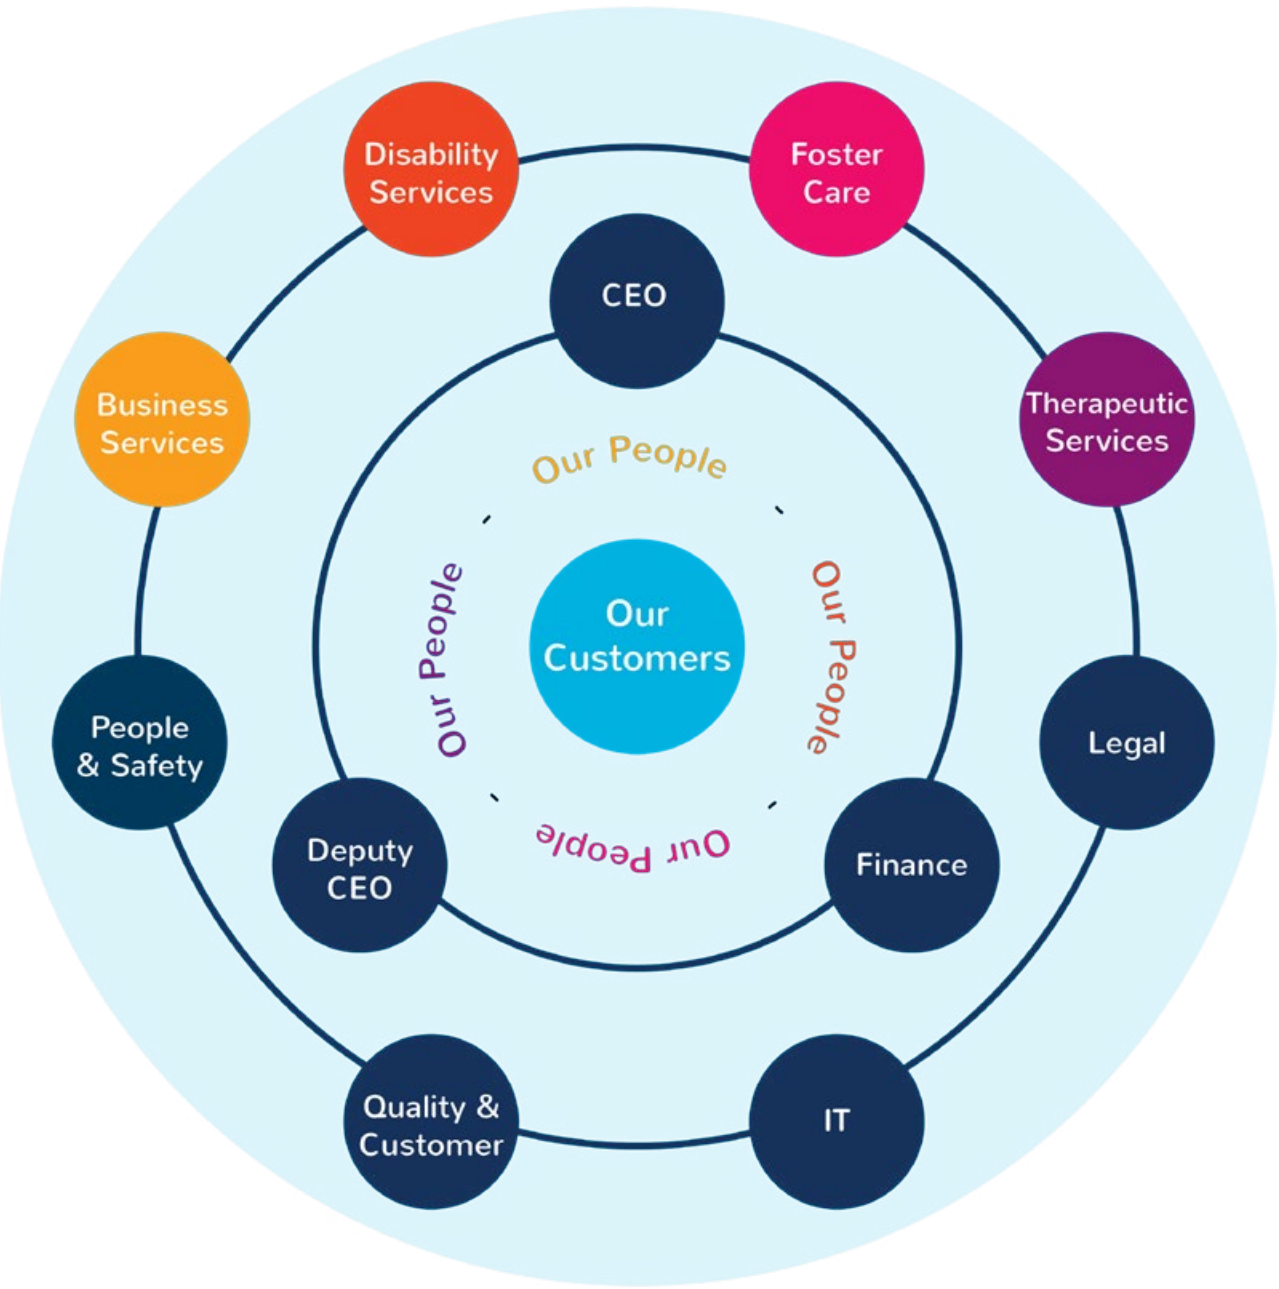 Disability
Services
Foster
Care
CEO
Business
Services
Therapeutic
Services
Our People
Our People
Our People
Our People
Our
Customers
People
& Safety
Legal
Deputy
CEO
Finance
Quality &
Customer
IT